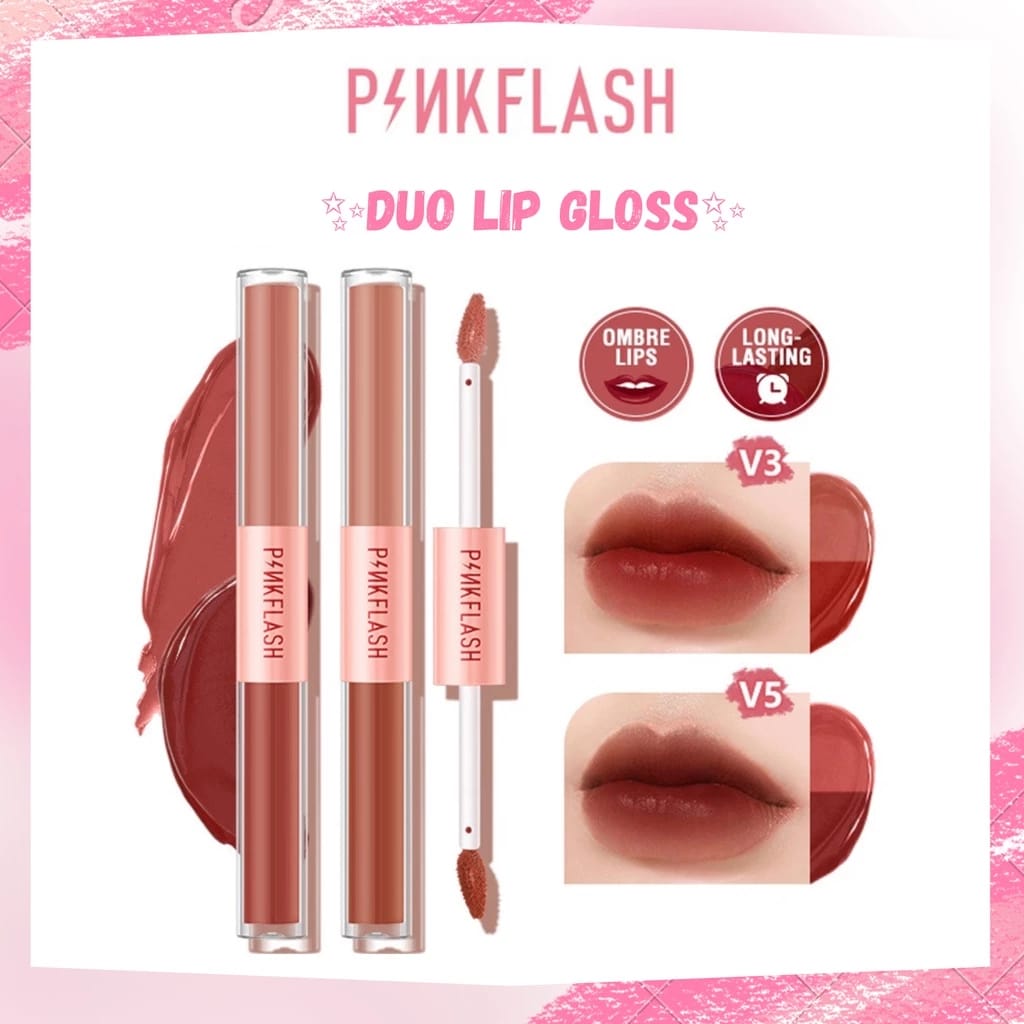 PINKFLASH
DUO LIP GLOSS
OMBRE
LIPS
LONG-
LASTING
V3
PINKFLASH
PINKFLASH
PINKFLASH
V5